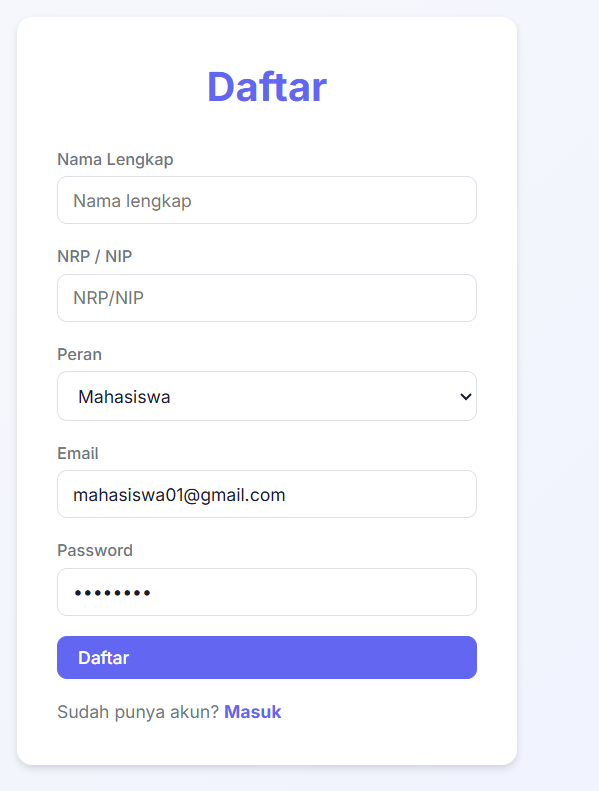 Daftar
Nama Lengkap
Nama lengkap
NRP / NIP
NRP/NIP
Peran
Mahasiswa
Email
mahasiswa01@gmail.com
Password
••••••••
Daftar
Sudah punya akun? Masuk